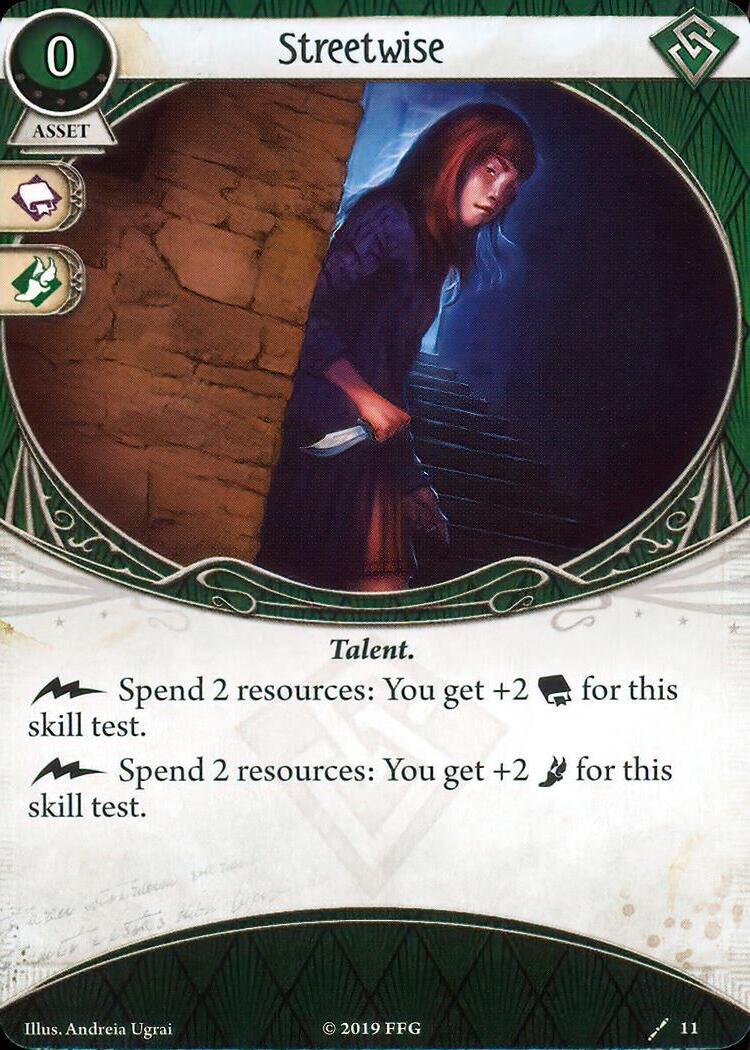 0
Streetwise
ASSET
Talent.
Spend 2 resources: You get +2 for this
skill test.
Spend 2 resources: You get +2 for this
skill test.
Illus. Andreia Ugrai
© 2019 FFG
11